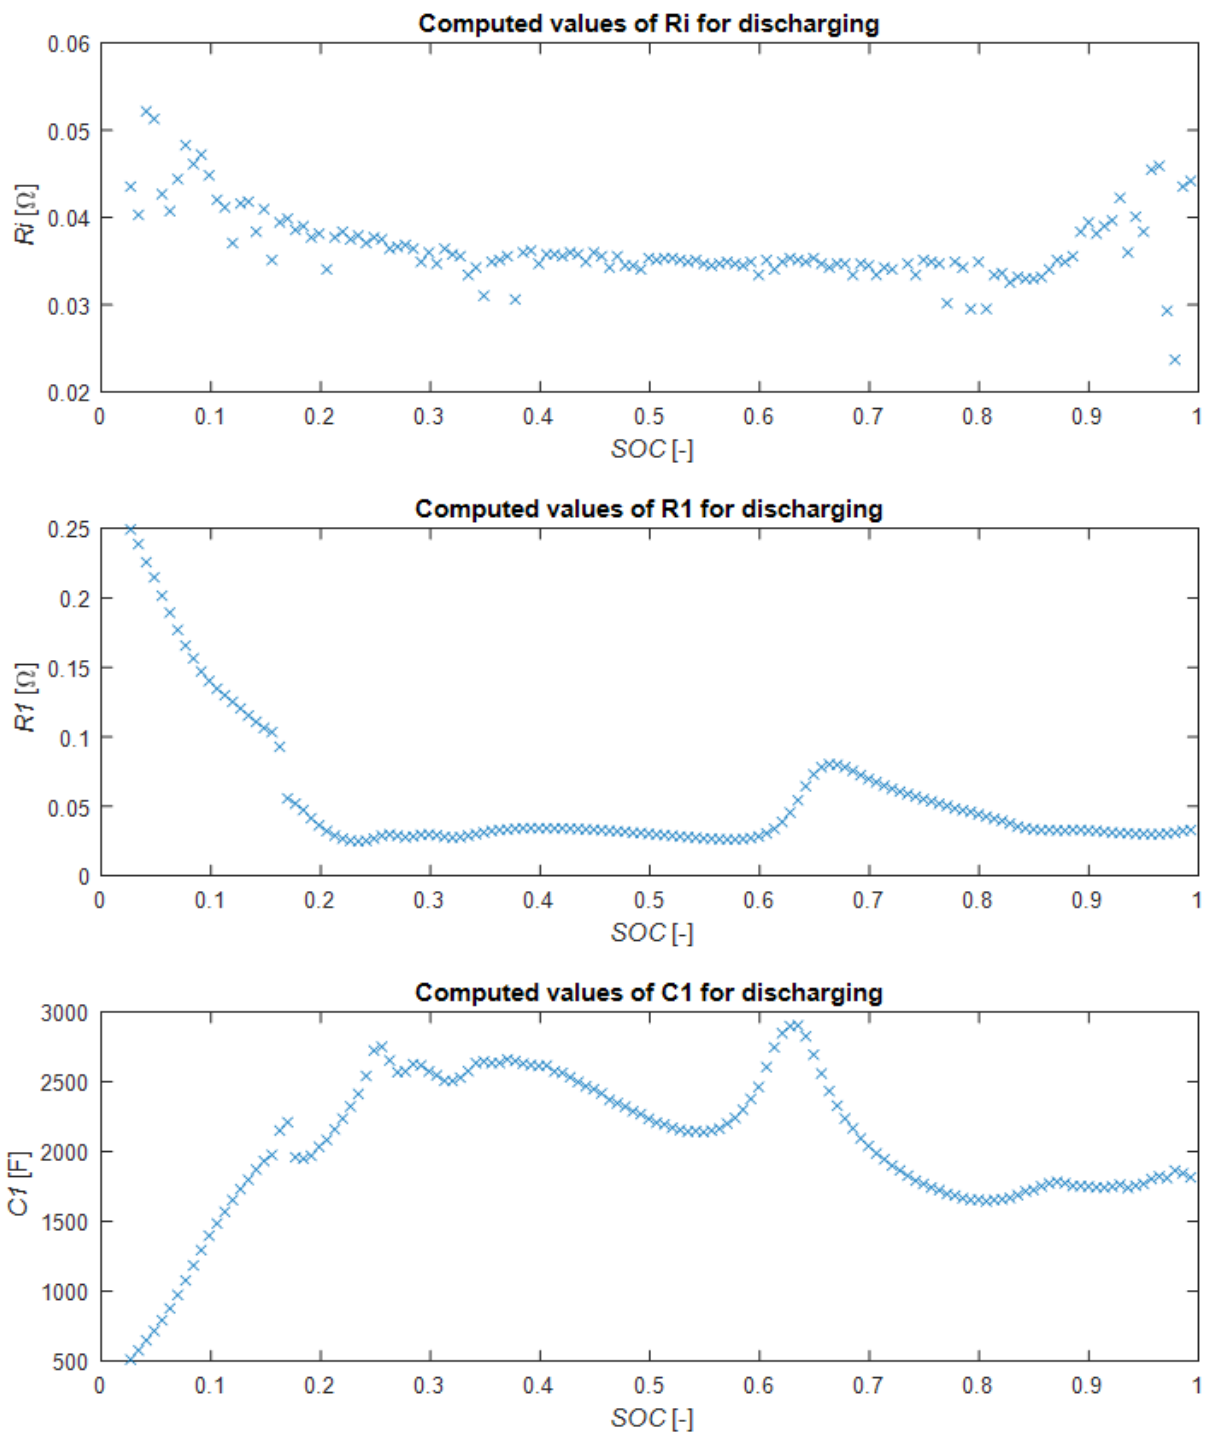 Computed values of Ri for discharging
0.06
0.05
0.04
0.03
0.02
Ri [Ω]
0 0.1 0.2 0.3 0.4 0.5 0.6 0.7 0.8 0.9 1
SOC [-]
Computed values of R1 for discharging
0.25
0.2
0.15
0.1
0.05
0
R1 [Ω]
0 0.1 0.2 0.3 0.4 0.5 0.6 0.7 0.8 0.9 1
SOC [-]
Computed values of C1 for discharging
3000
2500
2000
1500
1000
500
C1 [F]
0 0.1 0.2 0.3 0.4 0.5 0.6 0.7 0.8 0.9 1
SOC [-]